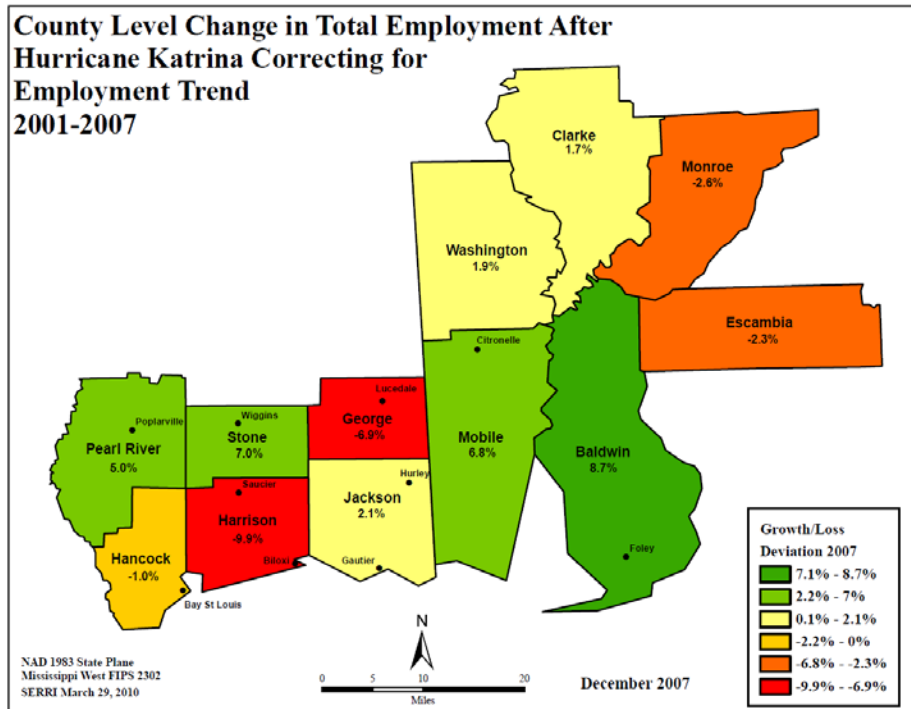 County Level Change in Total Employment After
Hurricane Katrina Correcting for
Employment Trend
2001-2007
Clarke
1.7%
Monroe
-2.6%
Washington
1.9%
Escambia
-2.3%
Citronelle
Lucedale
George
-6.9%
Wiggins
Stone
7.0%
Poplarville
Pearl River
5.0%
Mobile
6.8%
Baldwin
8.7%
Hurley
Jackson
2.1%
Saucier
Harrison
-9.9%
Hancock
-1.0%
Biloxi
Gautier
Foley
Bay St Louis
Growth/Loss
Deviation 2007
7.1% - 8.7%
2.2% - 7%
0.1% - 2.1%
-2.2% - 0%
-6.8% - -2.3%
-9.9% - -6.9%
N
NAD 1983 State Plane
Mississippi West FIPS 2302
SERRI March 29, 2010
0 5 10 20
Miles
December 2007